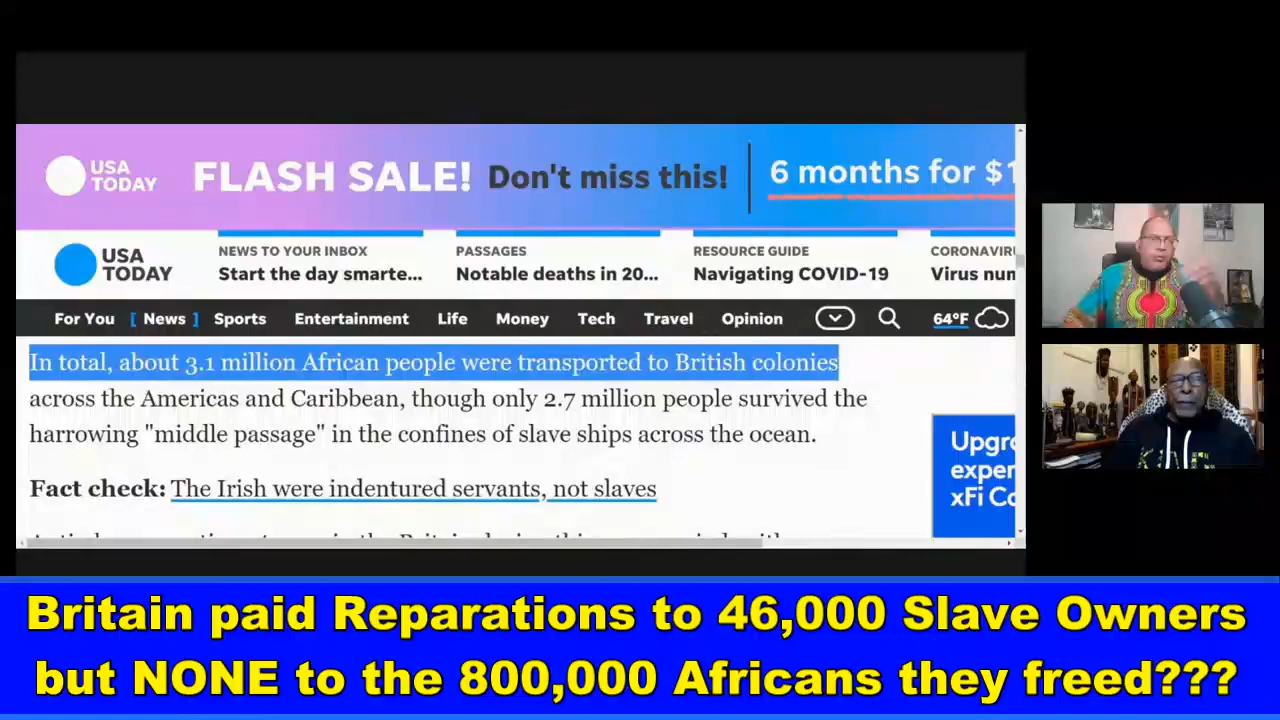 USA
TODAY
FLASH SALE! Don't miss this! 6 months for $1
USA
TODAY
NEWS TO YOUR INBOX
Start the day smarte...
PASSAGES
Notable deaths in 20...
RESOURCE GUIDE
Navigating COVID-19
CORONAVIR
Virus num
For You [ News ] Sports Entertainment Life Money Tech Travel Opinion 64°F
In total, about 3.1 million African people were transported to British colonies
across the Americas and Caribbean, though only 2.7 million people survived the
harrowing "middle passage" in the confines of slave ships across the ocean.
Fact check: The Irish were indentured servants, not slaves
Upgr
exper
xFi Co
Britain paid Reparations to 46,000 Slave Owners
but NONE to the 800,000 Africans they freed???